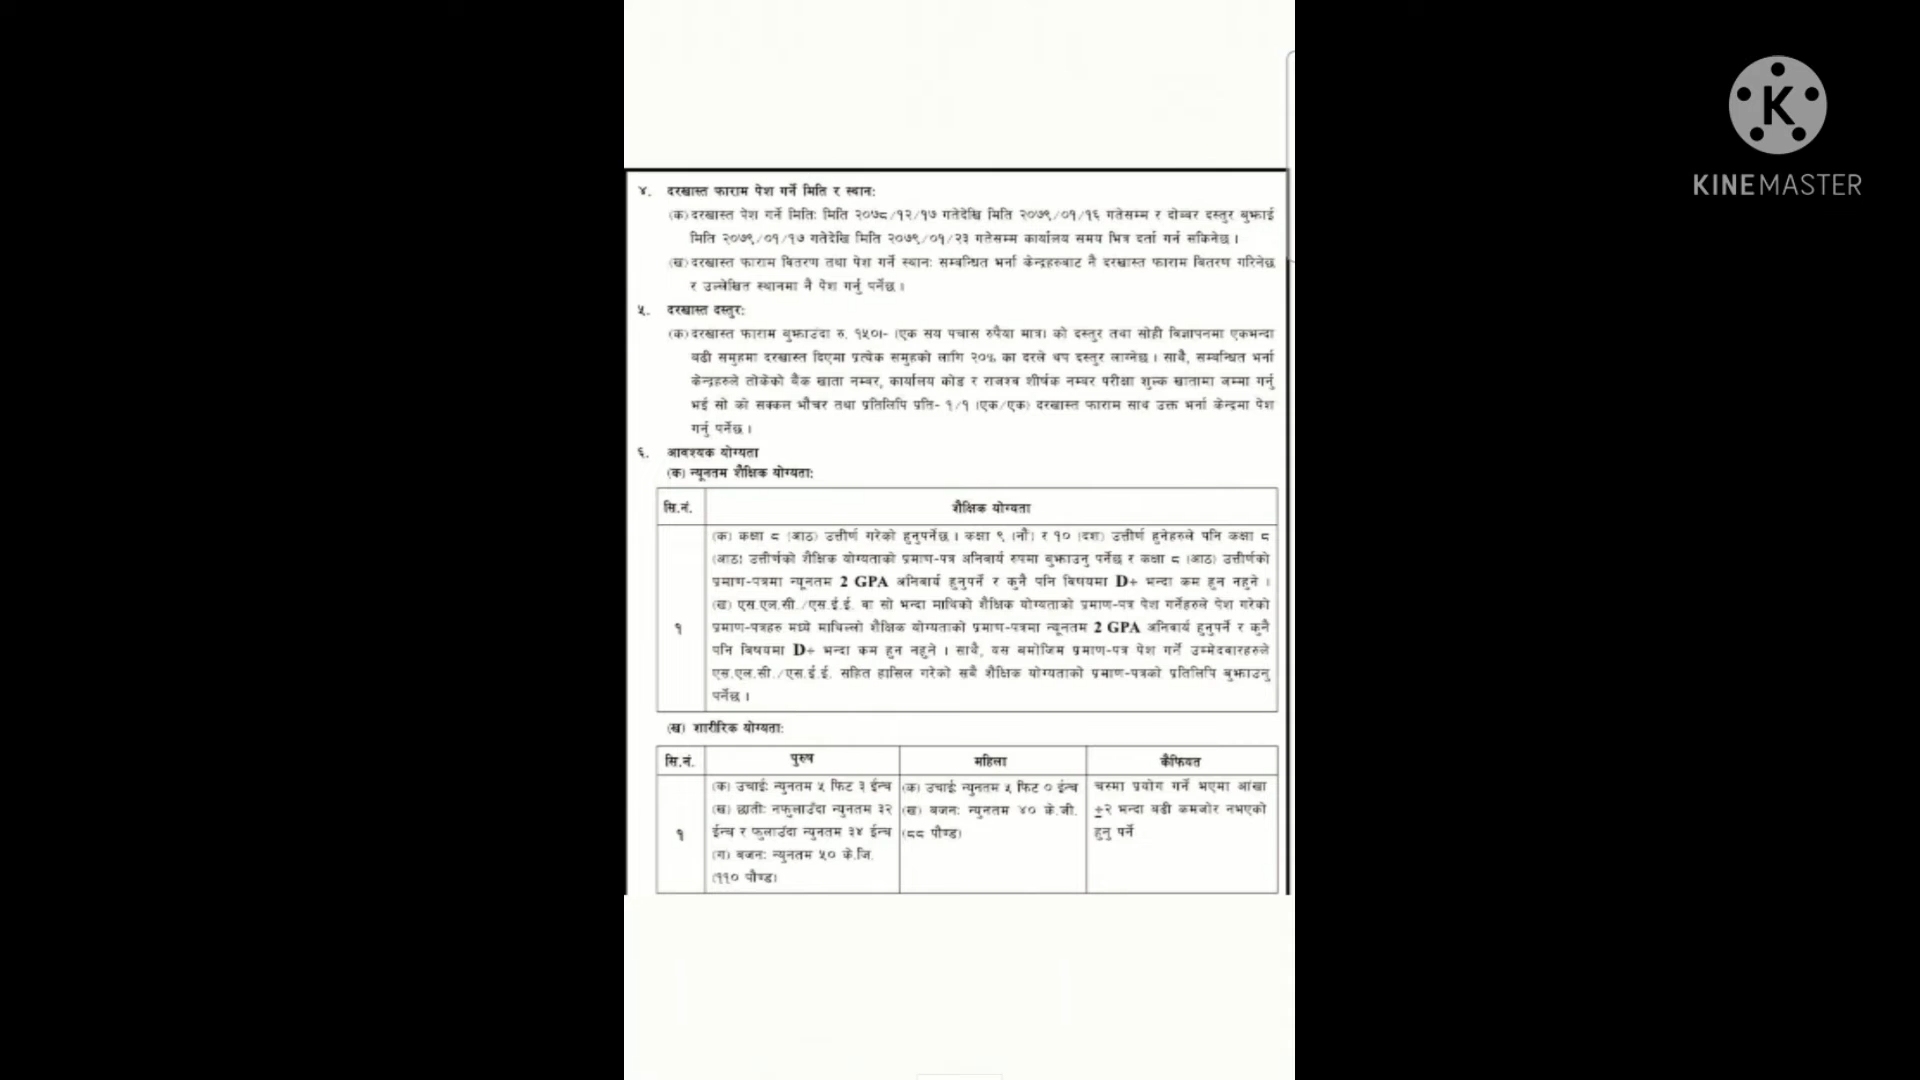 KINEMASTER
४. दरखास्त फाराम पेश गर्ने मिति र स्थान:
(क) दरखास्त पेश गर्ने मिति: मिति २०७८/१२/१७ गतेदेखि मिति २०७९/०१/१६ गतेसम्म र दोब्बर दस्तुर बुझाई
मिति २०७९/०१/१७ गतेदेखि मिति २०७९/०१/२३ गतेसम्म कार्यालय समय भित्र दर्ता गर्न सकिनेछ ।
(ख) दरखास्त फाराम वितरण तथा पेश गर्ने स्थान: सम्बन्धित भर्ना केन्द्रहरुबाट नै दरखास्त फाराम वितरण गरिनेछ
र उल्लेखित स्थानमा नै पेश गर्नु पर्नेछ ।
५. दरखास्त दस्तुर:
(क) दरखास्त फाराम बुझाउंदा रु. १५०।- (एक सय पचास रुपैया मात्र) को दस्तुर तथा सोही विज्ञापनमा एकभन्दा
बढी समुहमा दरखास्त दिएमा प्रत्येक समुहको लागि २०% का दरले थप दस्तुर लाग्नेछ । साथै, सम्बन्धित भर्ना
केन्द्रहरुले तोकेको बैंक खाता नम्बर, कार्यालय कोड र राजश्व शीर्षक नम्बर परीक्षा शुल्क खातामा जम्मा गर्नु
भई सो को सक्कल भौचर तथा प्रतिलिपि प्रति- १/१ (एक/एक) दरखास्त फाराम साथ उक्त भर्ना केन्द्रमा पेश
गर्नु पर्नेछ ।
६. आवश्यक योग्यता
(क) न्यूनतम शैक्षिक योग्यता:
सि.नं. शैक्षिक योग्यता
(क) कक्षा ८ (आठ) उत्तीर्ण गरेको हुनुपर्नेछ । कक्षा ९ (नौं) र १० (दश) उत्तीर्ण हुनेहरुले पनि कक्षा ८
(आठ) उत्तीर्णको शैक्षिक योग्यताको प्रमाण-पत्र अनिवार्य रुपमा बुझाउनु पर्नेछ र कक्षा ८ (आठ) उत्तीर्णको
प्रमाण-पत्रमा न्यूनतम 2 GPA अनिवार्य हुनुपर्ने र कुनै पनि विषयमा D+ भन्दा कम हुन नहुने ।
(ख) एस.एल.सी./एस.ई.ई. वा सो भन्दा माथिको शैक्षिक योग्यताको प्रमाण-पत्र पेश गर्नेहरुले पेश गरेको
१ प्रमाण-पत्रहरु मध्ये माथिल्लो शैक्षिक योग्यताको प्रमाण-पत्रमा न्यूनतम 2 GPA अनिवार्य हुनुपर्ने र कुनै
पनि विषयमा D+ भन्दा कम हुन नहुने । साथै, यस बमोजिम प्रमाण-पत्र पेश गर्ने उम्मेदवारहरुले
एस.एल.सी./एस.ई.ई. सहित हासिल गरेको सबै शैक्षिक योग्यताको प्रमाण-पत्रको प्रतिलिपि बुझाउनु
पर्नेछ ।
(ख) शारीरिक योग्यता:
सि.नं. पुरुष महिला कैफियत
(क) उचाई: न्युनतम ५ फिट ३ ईन्च (क) उचाई: न्युनतम ५ फिट ० ईन्च चस्मा प्रयोग गर्ने भएमा आंखा
(ख) छाती: नफुलाउँदा न्युनतम ३२ (ख) बजन: न्युनतम ४० के.जी. ±२ भन्दा बढी कमजोर नभएको
१ ईन्च र फुलाउँदा न्युनतम ३४ ईन्च (८८ पौण्ड) हुनु पर्ने
(ग) बजन: न्युनतम ५० के.जि.
(११० पौण्ड)